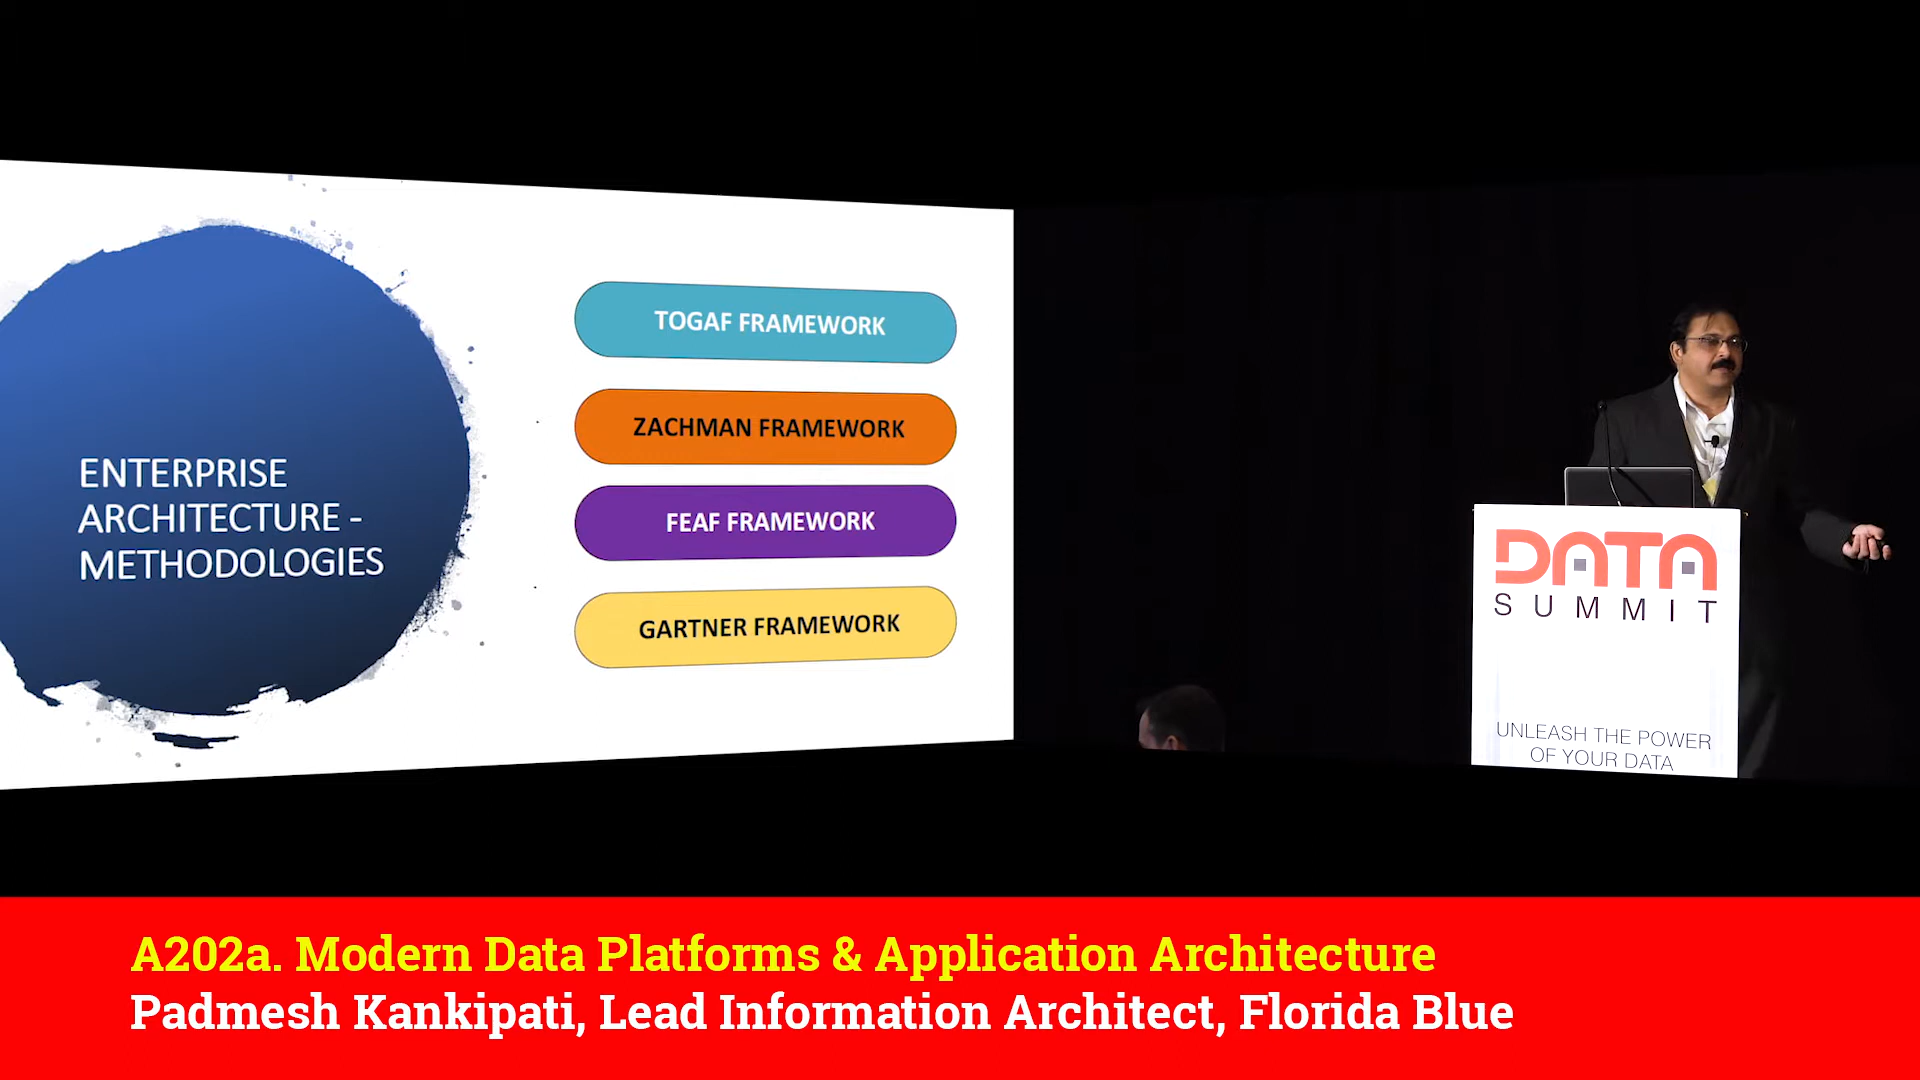 ENTERPRISE
ARCHITECTURE -
METHODOLOGIES
TOGAF FRAMEWORK
ZACHMAN FRAMEWORK
FEAF FRAMEWORK
GARTNER FRAMEWORK
DATA
SUMMIT
UNLEASH THE POWER
OF YOUR DATA
A202a. Modern Data Platforms & Application Architecture
Padmesh Kankipati, Lead Information Architect, Florida Blue